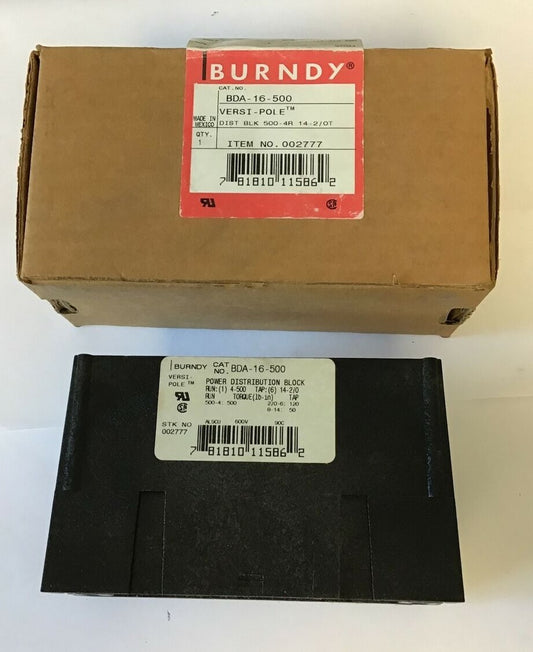 BURNDY®
CAT.NO.
BDA-16-500
VERSI-POLE™
MADE IN
MEXICO
DIST BLK 500-4R 14-2/0T
QTY.
1
ITEM NO. 002777
7 81810 11586 2
BURNDY CAT NO. BDA-16-500
VERSI-
POLE™
POWER DISTRIBUTION BLOCK
RUN:(1) 4-500 TAP:(6) 14-2/0
RUN TORQUE(lb-in) TAP
500-4: 500 2/0-6: 120
8-14: 50
STK NO
002777
AL9CU 600V 90C
7 81810 11586 2